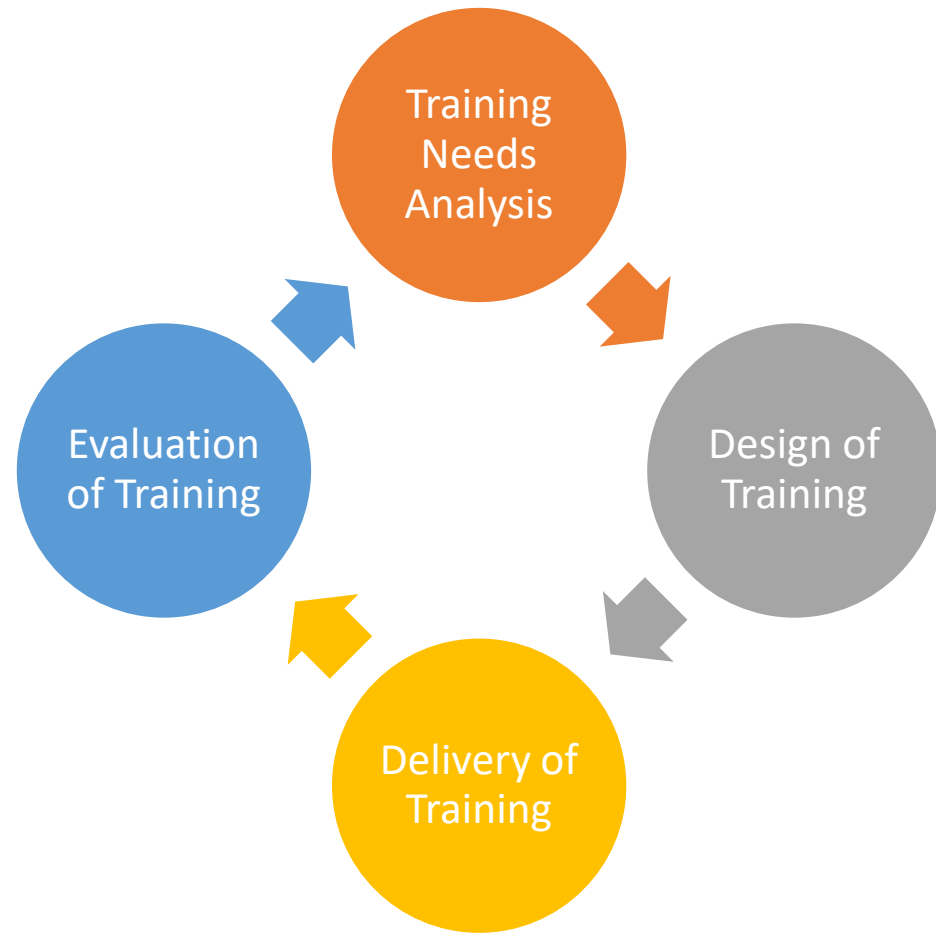 Training
Needs
Analysis
Design of
Training
Delivery of
Training
Evaluation
of Training